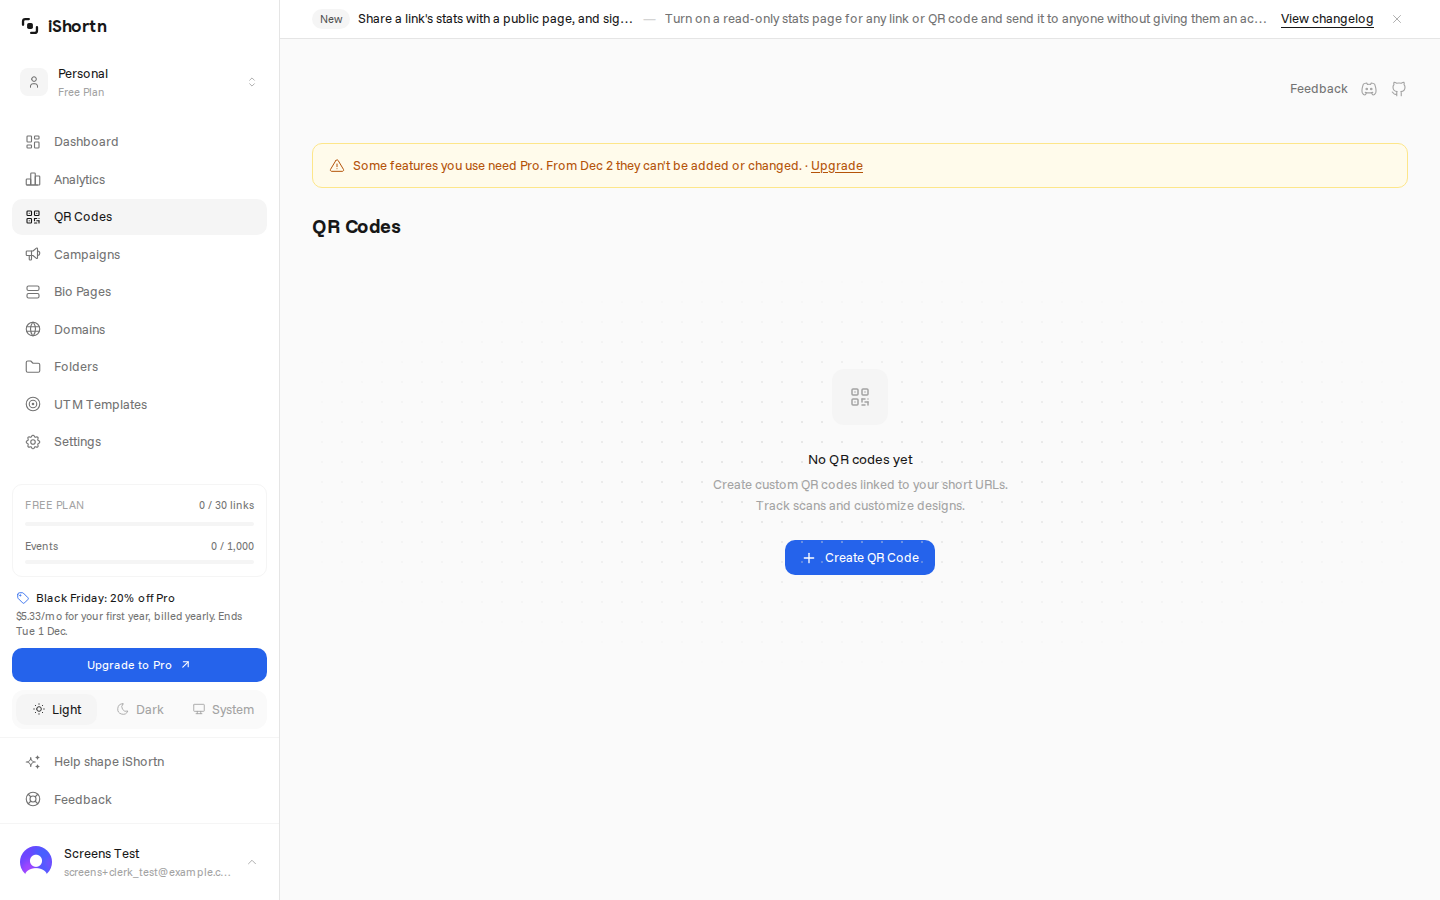 iShortn
Personal
Free Plan
Dashboard
Analytics
QR Codes
Campaigns
Bio Pages
Domains
Folders
UTM Templates
Settings
FREE PLAN 0 / 30 links
Events 0 / 1,000
Black Friday: 20% off Pro
$5.33/mo for your first year, billed yearly. Ends
Tue 1 Dec.
Upgrade to Pro
Light Dark System
Help shape iShortn
Feedback
Screens Test
screens+clerk_test@example.c...
New Share a link's stats with a public page, and sig... — Turn on a read-only stats page for any link or QR code and send it to anyone without giving them an ac... View changelog
Feedback
Some features you use need Pro. From Dec 2 they can't be added or changed. · Upgrade
QR Codes
No QR codes yet
Create custom QR codes linked to your short URLs.
Track scans and customize designs.
Create QR Code